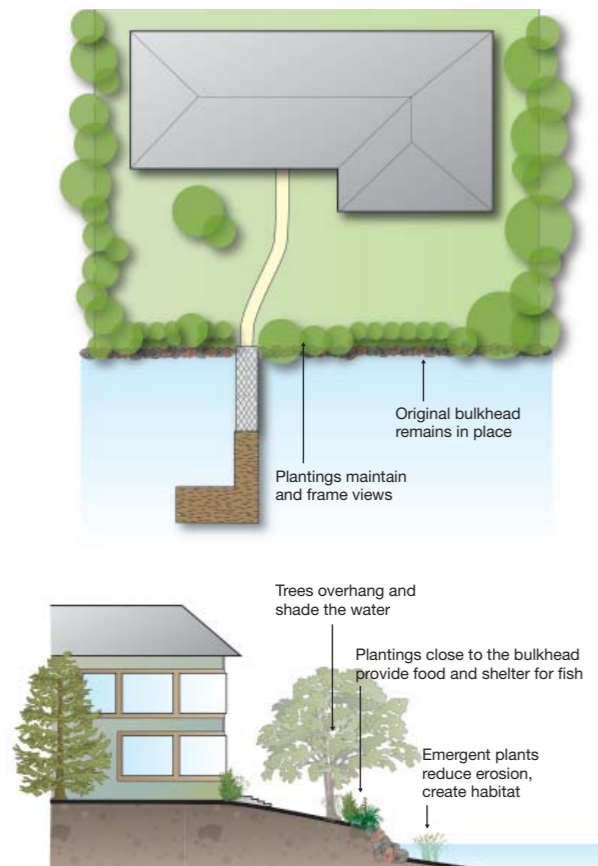 Original bulkhead
remains in place
Plantings maintain
and frame views
Trees overhang and
shade the water
Plantings close to the bulkhead
provide food and shelter for fish
Emergent plants
reduce erosion,
create habitat